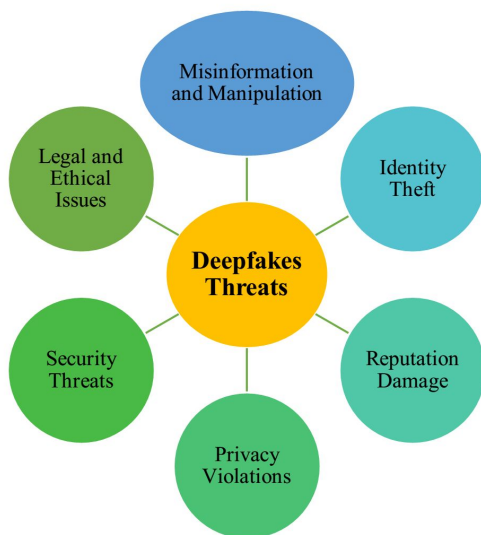 Misinformation
and Manipulation
Identity
Theft
Reputation
Damage
Privacy
Violations
Security
Threats
Legal and
Ethical
Issues
Deepfakes
Threats